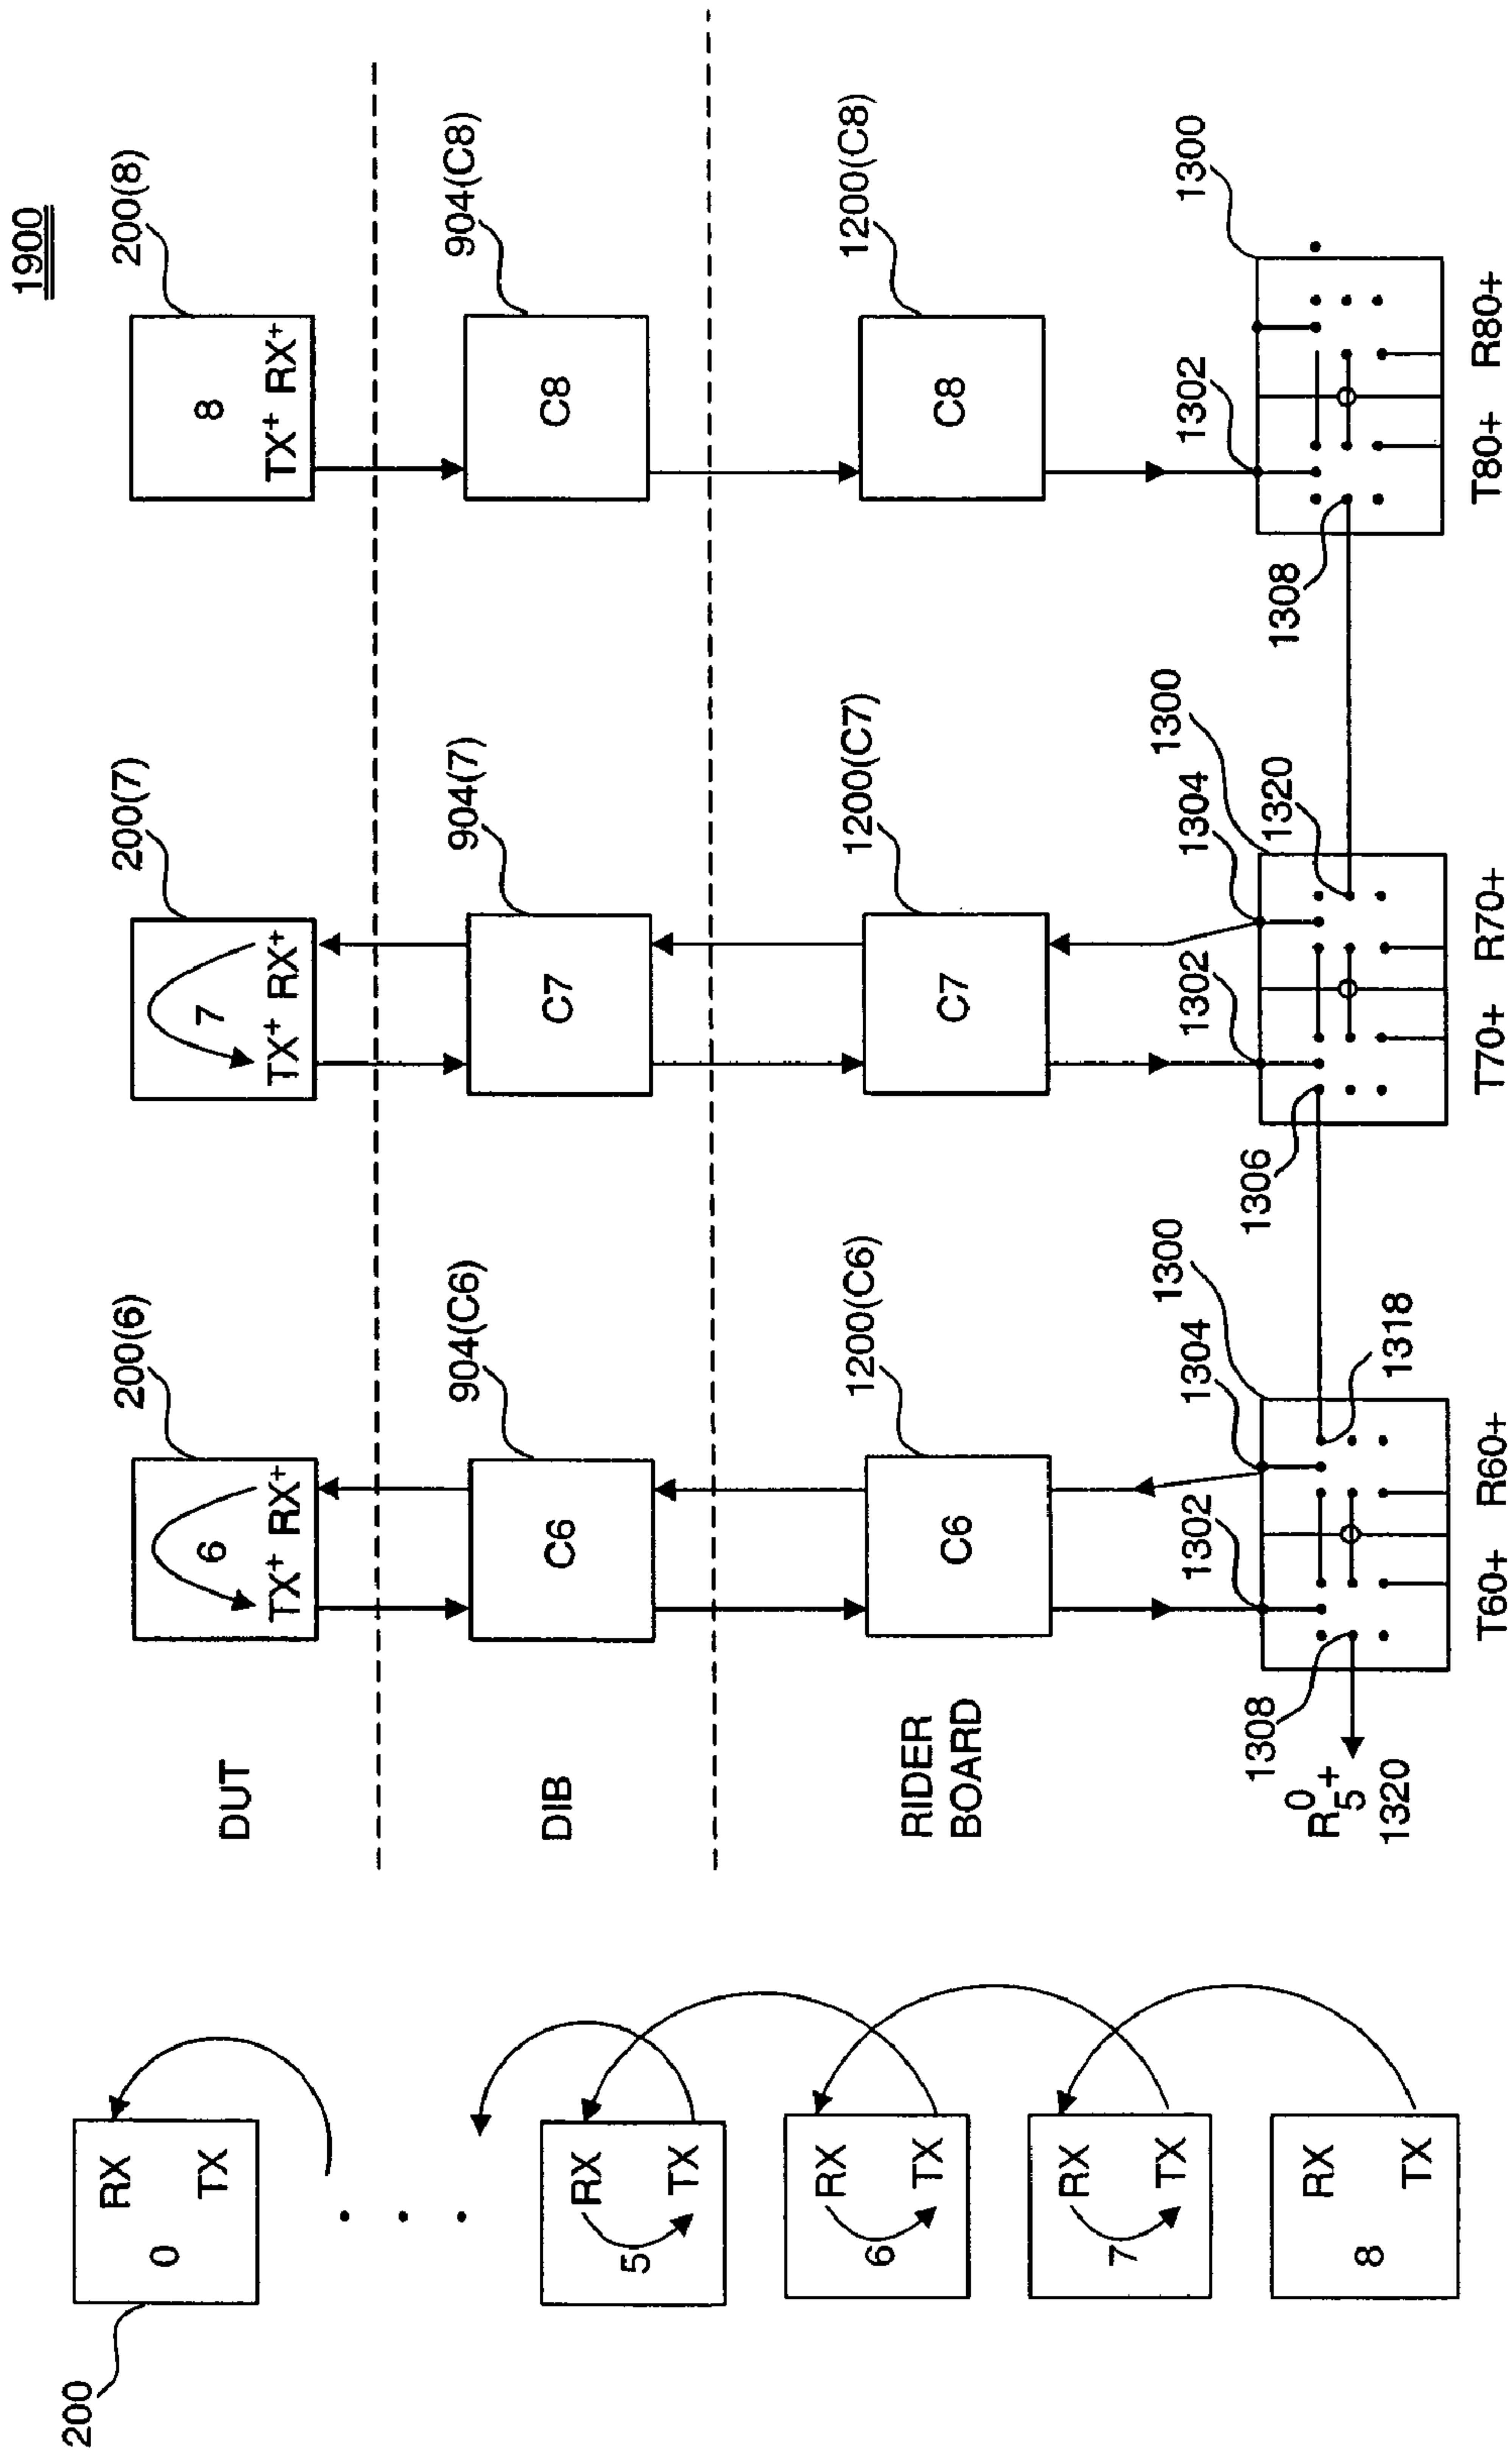 1900
200
RX
0
TX
RX
5
TX
RX
6
TX
RX
7
TX
RX
8
TX
DUT
200(6)
6
TX+ RX+
200(7)
7
TX+ RX+
200(8)
8
TX+ RX+
DIB
904(C6)
C6
904(7)
C7
904(C8)
C8
RIDER
BOARD
1200(C6)
C6
1200(C7)
C7
1200(C8)
C8
1300
1302
1304
1308
1318
R 0 5 +
1320
T60+ R60+
1300
1302
1304
1306
1320
T70+ R70+
1300
1302
1308
T80+ R80+